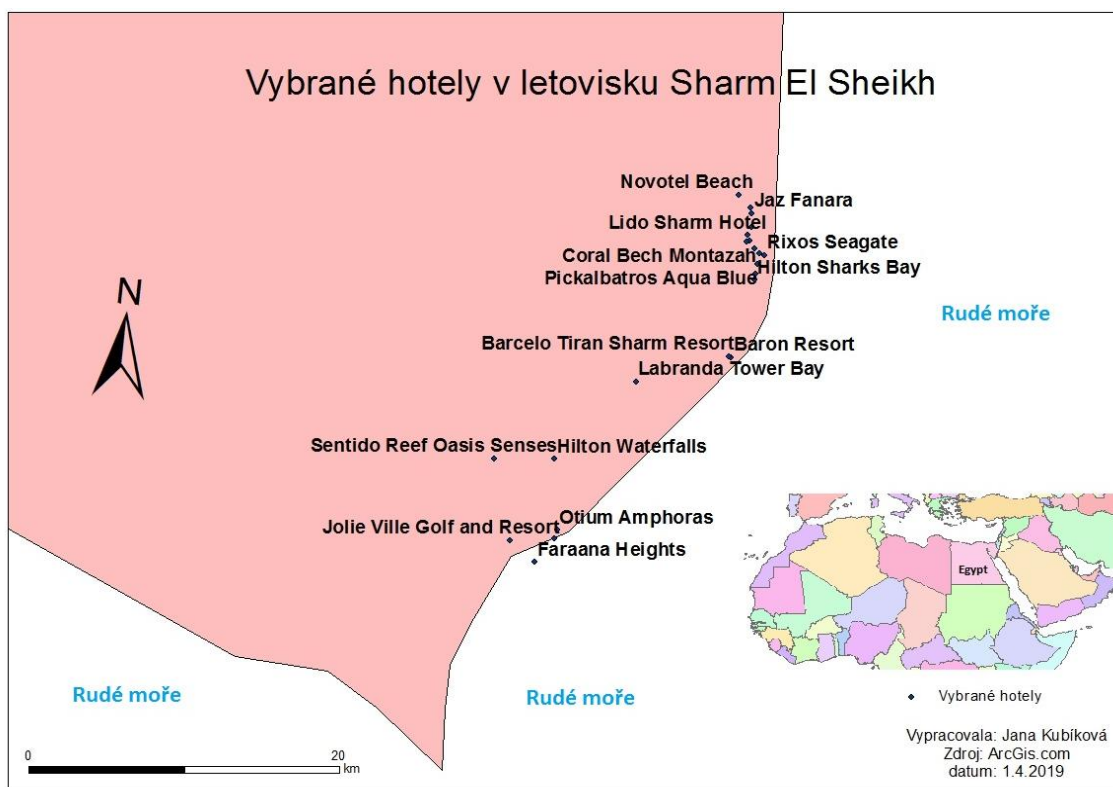 Vybrané hotely v letovisku Sharm El Sheikh
Novotel Beach
Jaz Fanara
Lido Sharm Hotel
Rixos Seagate
Coral Bech Montazah
Hilton Sharks Bay
Pickalbatros Aqua Blue
N
Rudé moře
Barcelo Tiran Sharm Resort
Baron Resort
Labranda Tower Bay
Sentido Reef Oasis Senses
Hilton Waterfalls
Otium Amphoras
Jolie Ville Golf and Resort
Faraana Heights
Egypt
Rudé moře
Rudé moře
Vybrané hotely
Vypracovala: Jana Kubíková
Zdroj: ArcGis.com
datum: 1.4.2019
0 20
km